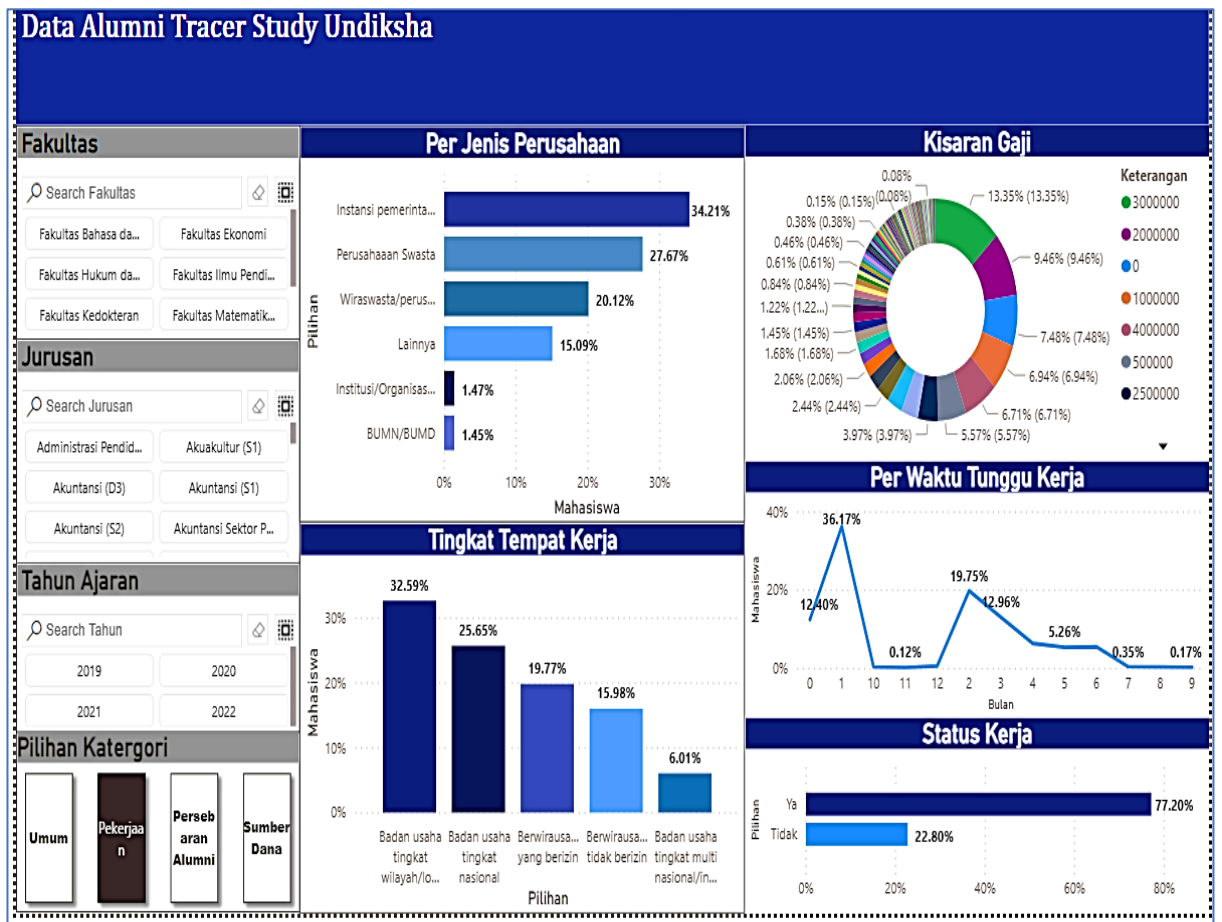 Data Alumni Tracer Study Undiksha
Fakultas
Search Fakultas
Fakultas Bahasa da...
Fakultas Ekonomi
Fakultas Hukum da...
Fakultas Ilmu Pendi...
Fakultas Kedokteran
Fakultas Matematik...
Jurusan
Search Jurusan
Administrasi Pendid...
Akuakultur (S1)
Akuntansi (D3)
Akuntansi (S1)
Akuntansi (S2)
Akuntansi Sektor P...
Tahun Ajaran
Search Tahun
2019
2020
2021
2022
Pilihan Katergori
Umum
Pekerjaa
n
Perseb
aran
Alumni
Sumber
Dana
Per Jenis Perusahaan
Pilihan
Instansi pemerinta...
34.21%
Perusahaaan Swasta
27.67%
Wiraswasta/perus...
20.12%
Lainnya
15.09%
Institusi/Organisas...
1.47%
BUMN/BUMD
1.45%
0%
10%
20%
30%
Mahasiswa
Tingkat Tempat Kerja
Mahasiswa
30%
20%
10%
0%
32.59%
25.65%
19.77%
15.98%
6.01%
Badan usaha
tingkat
wilayah/lo...
Badan usaha
tingkat
nasional
Berwirausa...
yang berizin
Berwirausa...
tidak berizin
Badan usaha
tingkat multi
nasional/in...
Pilihan
Kisaran Gaji
0.08%
(0.08%)
0.15% (0.15%)
0.38% (0.38%)
0.46% (0.46%)
0.61% (0.61%)
0.84% (0.84%)
1.22% (1.22...)
1.45% (1.45%)
1.68% (1.68%)
2.06% (2.06%)
2.44% (2.44%)
3.97% (3.97%)
5.57% (5.57%)
6.71% (6.71%)
6.94% (6.94%)
7.48% (7.48%)
9.46% (9.46%)
13.35% (13.35%)
Keterangan
3000000
2000000
0
1000000
4000000
500000
2500000
Per Waktu Tunggu Kerja
Mahasiswa
40%
20%
0%
12.40%
36.17%
0.12%
19.75%
12.96%
5.26%
0.35%
0.17%
0 1 10 11 12 2 3 4 5 6 7 8 9
Bulan
Status Kerja
Pilihan
Ya
77.20%
Tidak
22.80%
0% 20% 40% 60% 80%